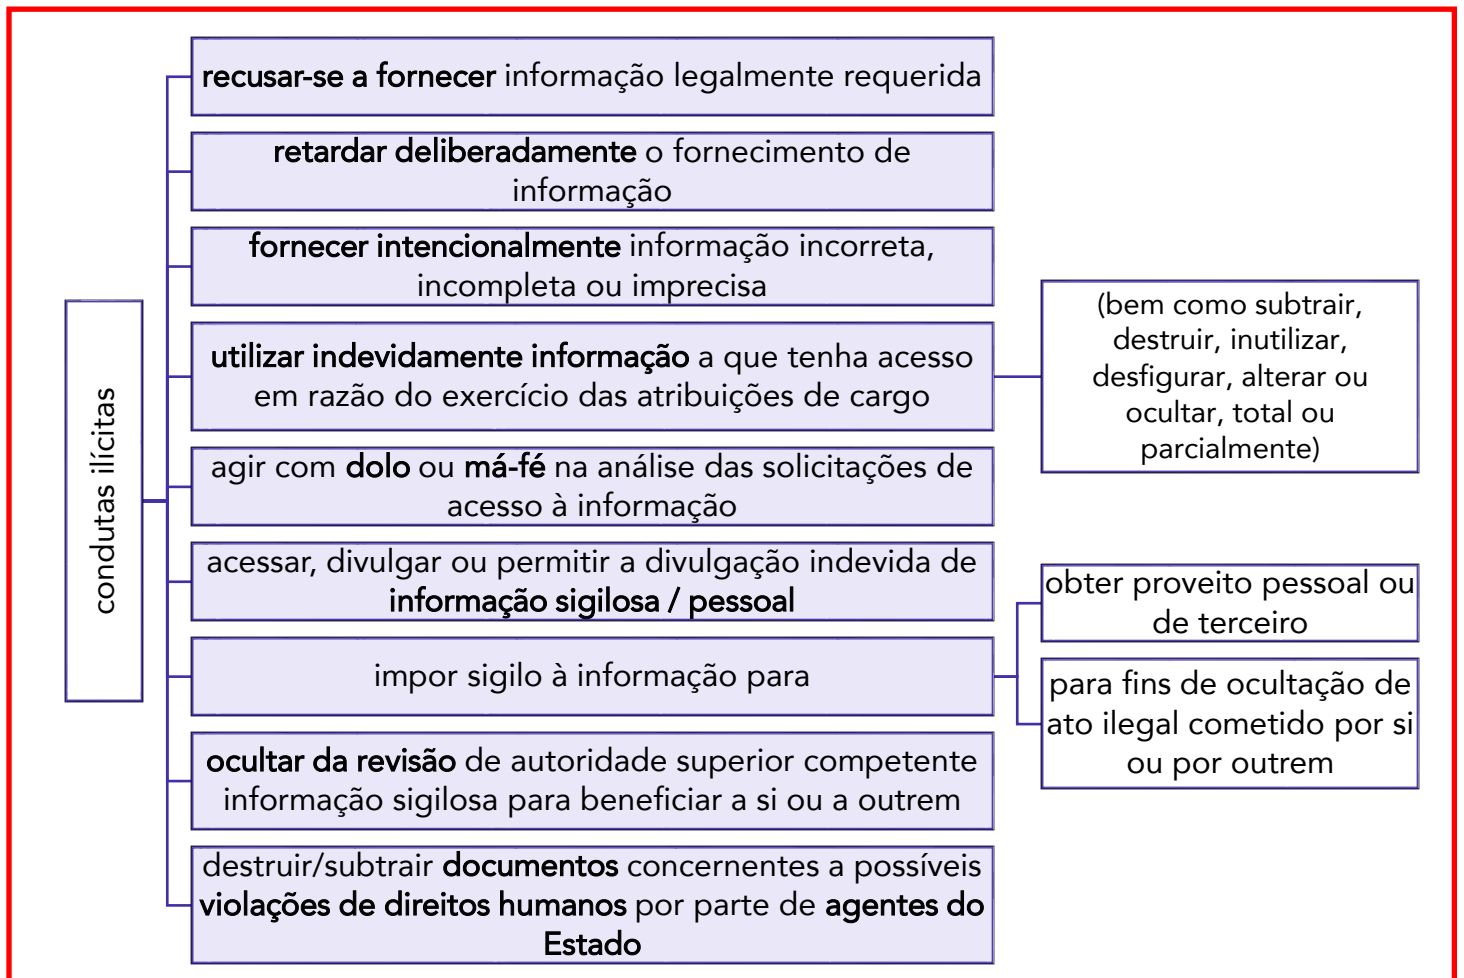 condutas ilícitas
recusar-se a fornecer informação legalmente requerida
retardar deliberadamente o fornecimento de
informação
fornecer intencionalmente informação incorreta,
incompleta ou imprecisa
utilizar indevidamente informação a que tenha acesso
em razão do exercício das atribuições de cargo
(bem como subtrair,
destruir, inutilizar,
desfigurar, alterar ou
ocultar, total ou
parcialmente)
agir com dolo ou má-fé na análise das solicitações de
acesso à informação
acessar, divulgar ou permitir a divulgação indevida de
informação sigilosa / pessoal
impor sigilo à informação para
obter proveito pessoal ou
de terceiro
para fins de ocultação de
ato ilegal cometido por si
ou por outrem
ocultar da revisão de autoridade superior competente
informação sigilosa para beneficiar a si ou a outrem
destruir/subtrair documentos concernentes a possíveis
violações de direitos humanos por parte de agentes do
Estado